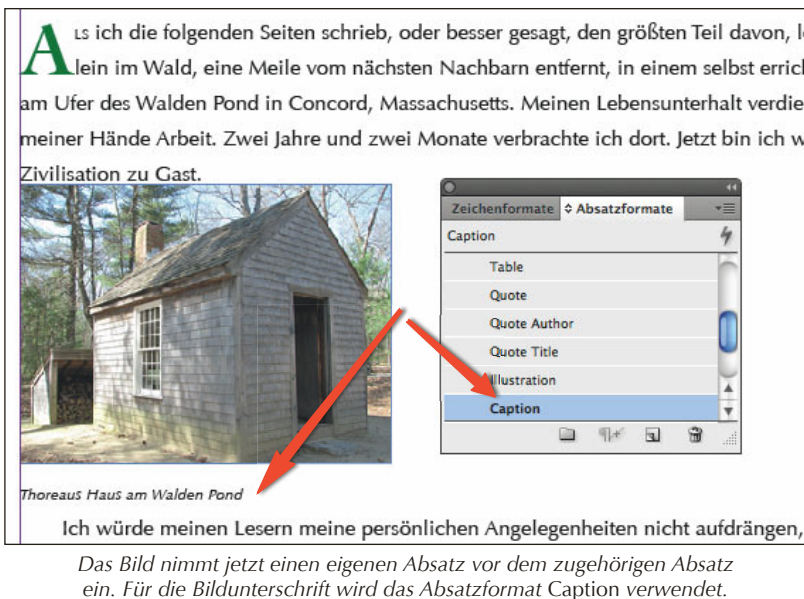 ALS ich die folgenden Seiten schrieb, oder besser gesagt, den größten Teil davon,
lein im Wald, eine Meile vom nächsten Nachbarn entfernt, in einem selbst errich
am Ufer des Walden Pond in Concord, Massachusetts. Meinen Lebensunterhalt verdie
meiner Hände Arbeit. Zwei Jahre und zwei Monate verbrachte ich dort. Jetzt bin ich w
Zivilisation zu Gast.
Zeichenformate Absatzformate
Caption
Table
Quote
Quote Author
Quote Title
Illustration
Caption
Thoreaus Haus am Walden Pond
Ich würde meinen Lesern meine persönlichen Angelegenheiten nicht aufdrängen,
Das Bild nimmt jetzt einen eigenen Absatz vor dem zugehörigen Absatz
ein. Für die Bildunterschrift wird das Absatzformat Caption verwendet.